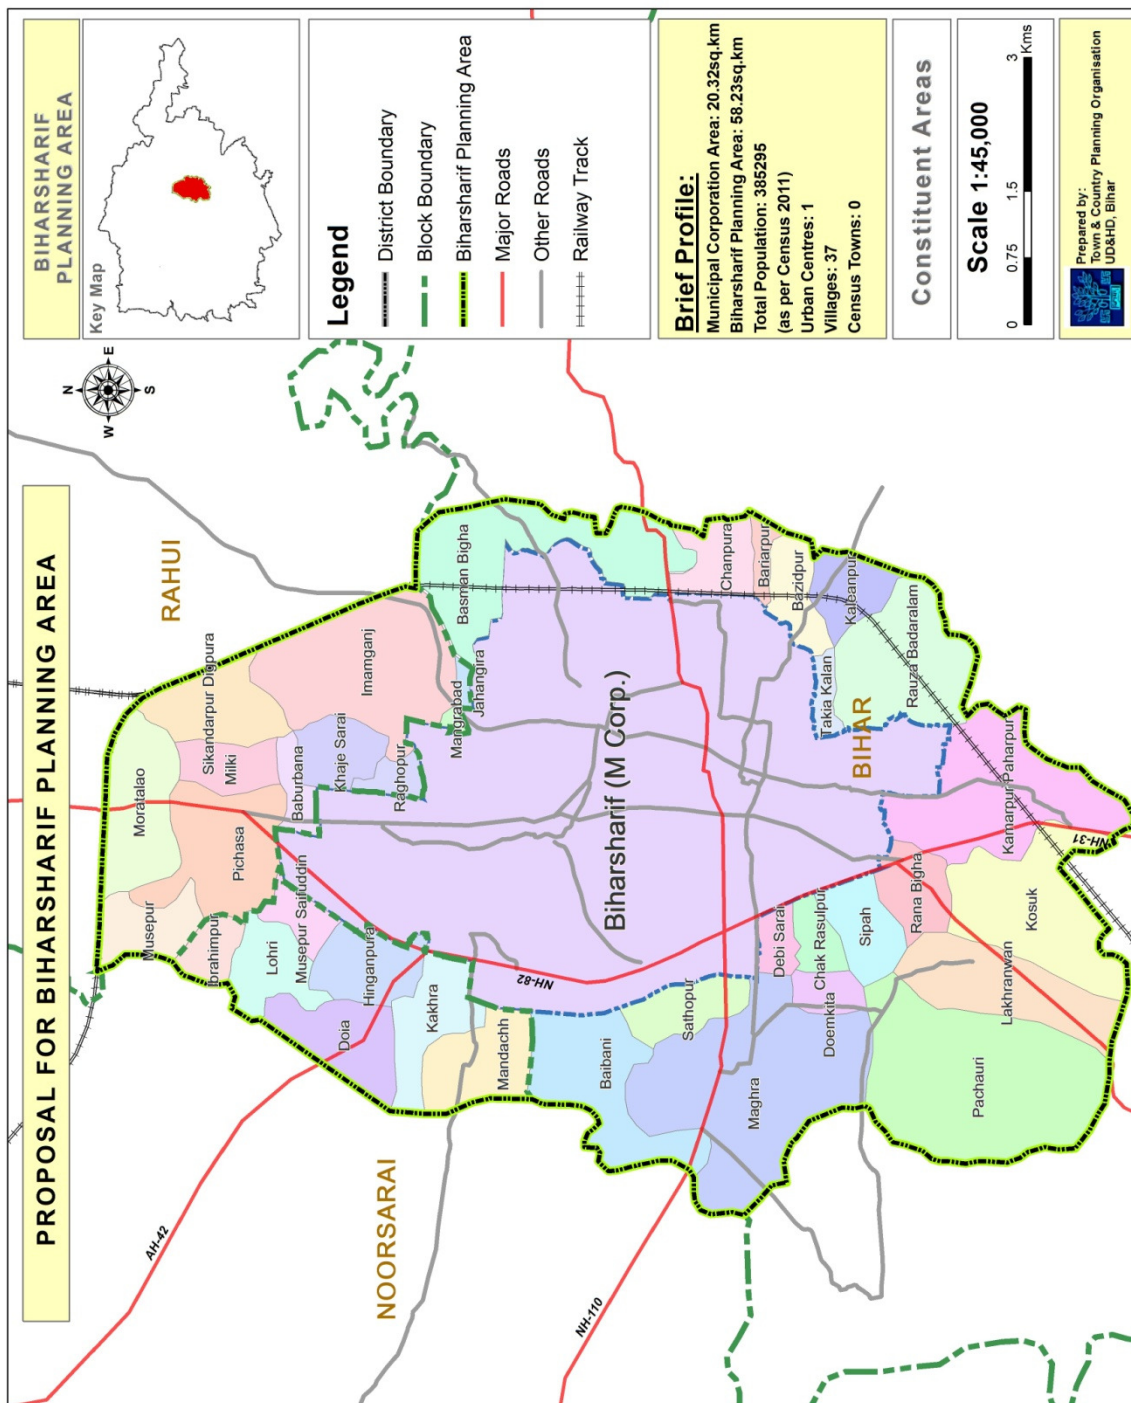 PROPOSAL FOR BIHARSHARIF PLANNING AREA
BIHARSHARIF
PLANNING AREA
Key Map
N
E
S
W
Legend
District Boundary
Block Boundary
Biharsharif Planning Area
Major Roads
Other Roads
Railway Track
Brief Profile:
Municipal Corporation Area: 20.32sq.km
Biharsharif Planning Area: 58.23sq.km
Total Population: 385295
(as per Census 2011)
Urban Centres: 1
Villages: 37
Census Towns: 0
Constituent Areas
Scale 1:45,000
0 0.75 1.5 3
Kms
Prepared by:
Town & Country Planning Organisation
UD&HD, Bihar
RAHUI
NOORSARAI
BIHAR
AH-42
NH-110
NH-82
NH-31
Moratalao
Musepur
Ibrahimpur
Pichasa
Sikandarpur Digpura
Milki
Baburbana
Khaje Sarai
Imamganj
Raghopur
Mangrabad
Jahangira
Basman Bigha
Lohri
Musepur Saifuddin
Hinganpura
Doia
Kakhra
Mandachh
Baibani
Sathopur
Maghra
Biharsharif (M Corp.)
Debi Sarai
Chak Rasulpur
Doemkita
Sipah
Rana Bigha
Pachauri
Lakhranwan
Kosuk
Kamarpur
Paharpur
Chanpura
Bariarpur
Bazidpur
Takia Kalan
Kaleanpur
Rauza Badaralam